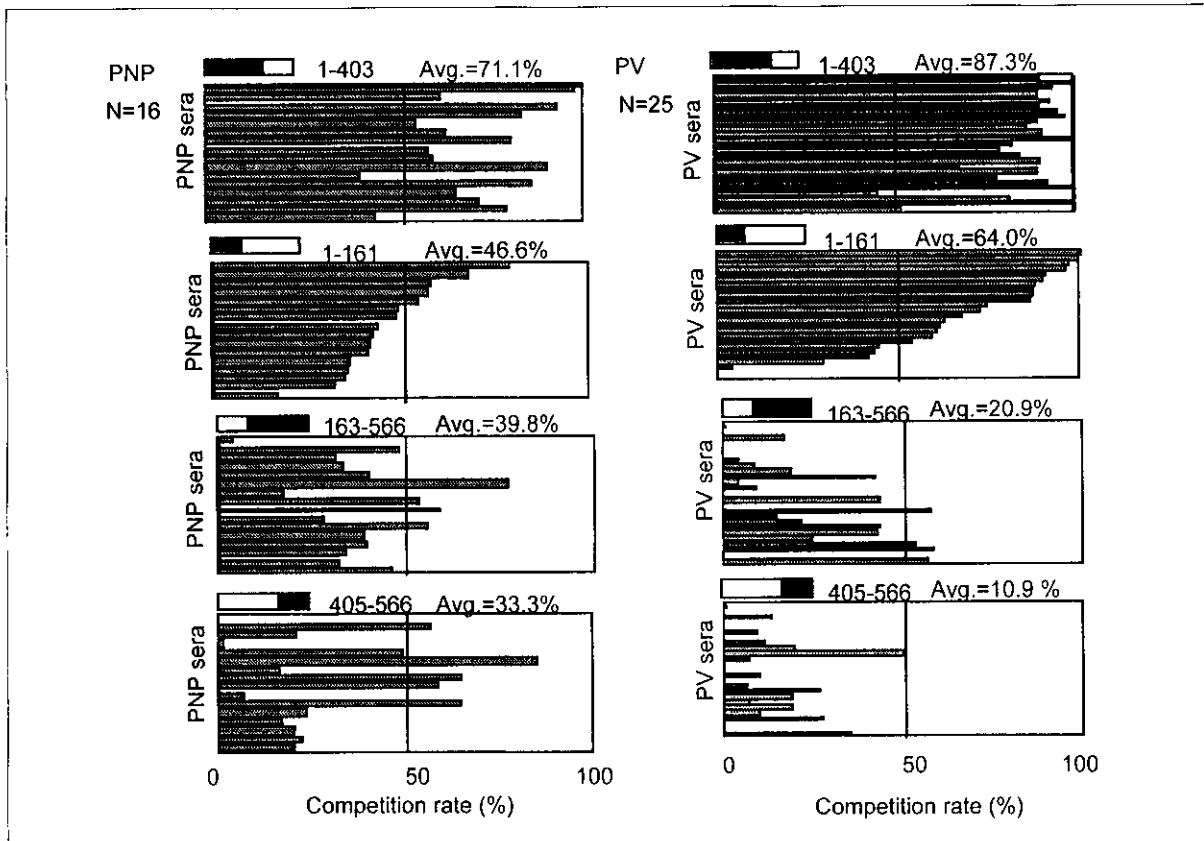 PNP
1-403 Avg.=71.1%
N=16
PNP sera
1-161 Avg.=46.6%
PNP sera
163-566 Avg.=39.8%
PNP sera
405-566 Avg.=33.3%
PNP sera
0 50 100
Competition rate (%)
PV
1-403 Avg.=87.3%
N=25
PV sera
1-161 Avg.=64.0%
PV sera
163-566 Avg.=20.9%
PV sera
405-566 Avg.=10.9 %
PV sera
0 50 100
Competition rate (%)